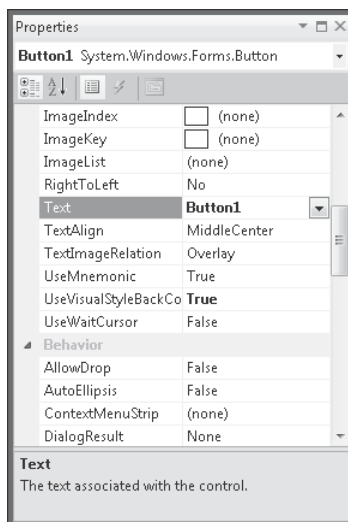 Properties
Button1 System.Windows.Forms.Button
ImageIndex (none)
ImageKey (none)
ImageList (none)
RightToLeft No
Text Button1
TextAlign MiddleCenter
TextImageRelation Overlay
UseMnemonic True
UseVisualStyleBackCo True
UseWaitCursor False
Behavior
AllowDrop False
AutoEllipsis False
ContextMenuStrip (none)
DialogResult None
Text
The text associated with the control.